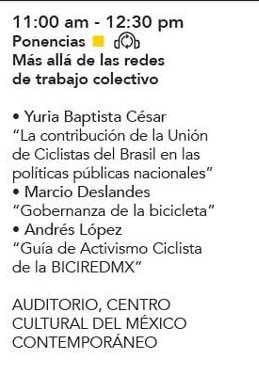 11:00 am - 12:30 pm
Ponencias
Más allá de las redes
de trabajo colectivo
• Yuria Baptista César
“La contribución de la Unión
de Ciclistas del Brasil en las
políticas públicas nacionales”
• Marcio Deslandes
“Gobernanza de la bicicleta”
• Andrés López
“Guía de Activismo Ciclista
de la BICIREDMX”
AUDITORIO, CENTRO
CULTURAL DEL MÉXICO
CONTEMPORÁNEO